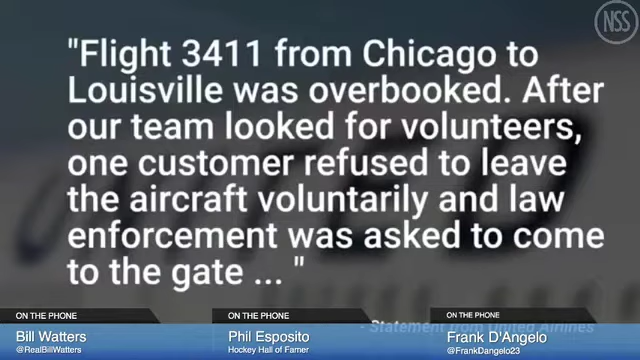 NSS
"Flight 3411 from Chicago to
Louisville was overbooked. After
our team looked for volunteers,
one customer refused to leave
the aircraft voluntarily and law
enforcement was asked to come
to the gate ... "
- Statement from United Airlines
ON THE PHONE
Bill Watters
@RealBillWatters
ON THE PHONE
Phil Esposito
Hockey Hall of Famer
ON THE PHONE
Frank D'Angelo
@FrankDangelo23